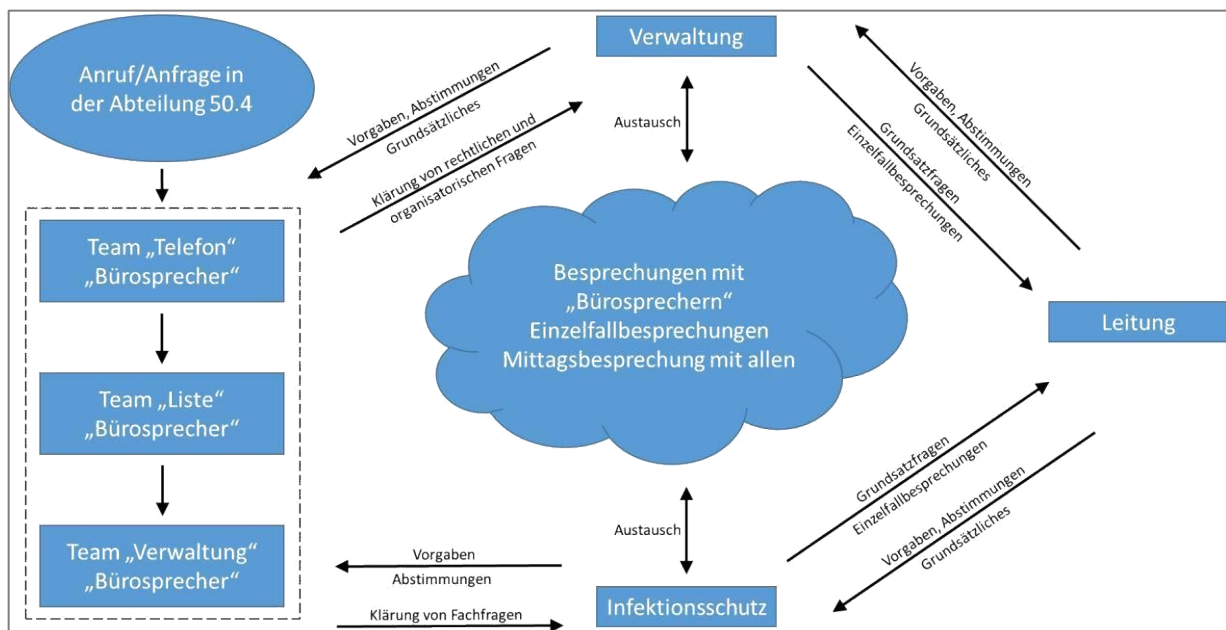 Anruf/Anfrage in
der Abteilung 50.4
Team „Telefon“
„Bürosprecher“
Team „Liste“
„Bürosprecher“
Team „Verwaltung“
„Bürosprecher“
Vorgaben, Abstimmungen
Grundsätzliches
Klärung von rechtlichen und
organisatorischen Fragen
Verwaltung
Austausch
Besprechungen mit
„Bürosprechern“
Einzelfallbesprechungen
Mittagsbesprechung mit allen
Austausch
Infektionsschutz
Vorgaben
Abstimmungen
Klärung von Fachfragen
Vorgaben, Abstimmungen
Grundsätzliches
Grundsatzfragen
Einzelfallbesprechungen
Leitung
Grundsatzfragen
Einzelfallbesprechungen
Vorgaben, Abstimmungen
Grundsätzliches